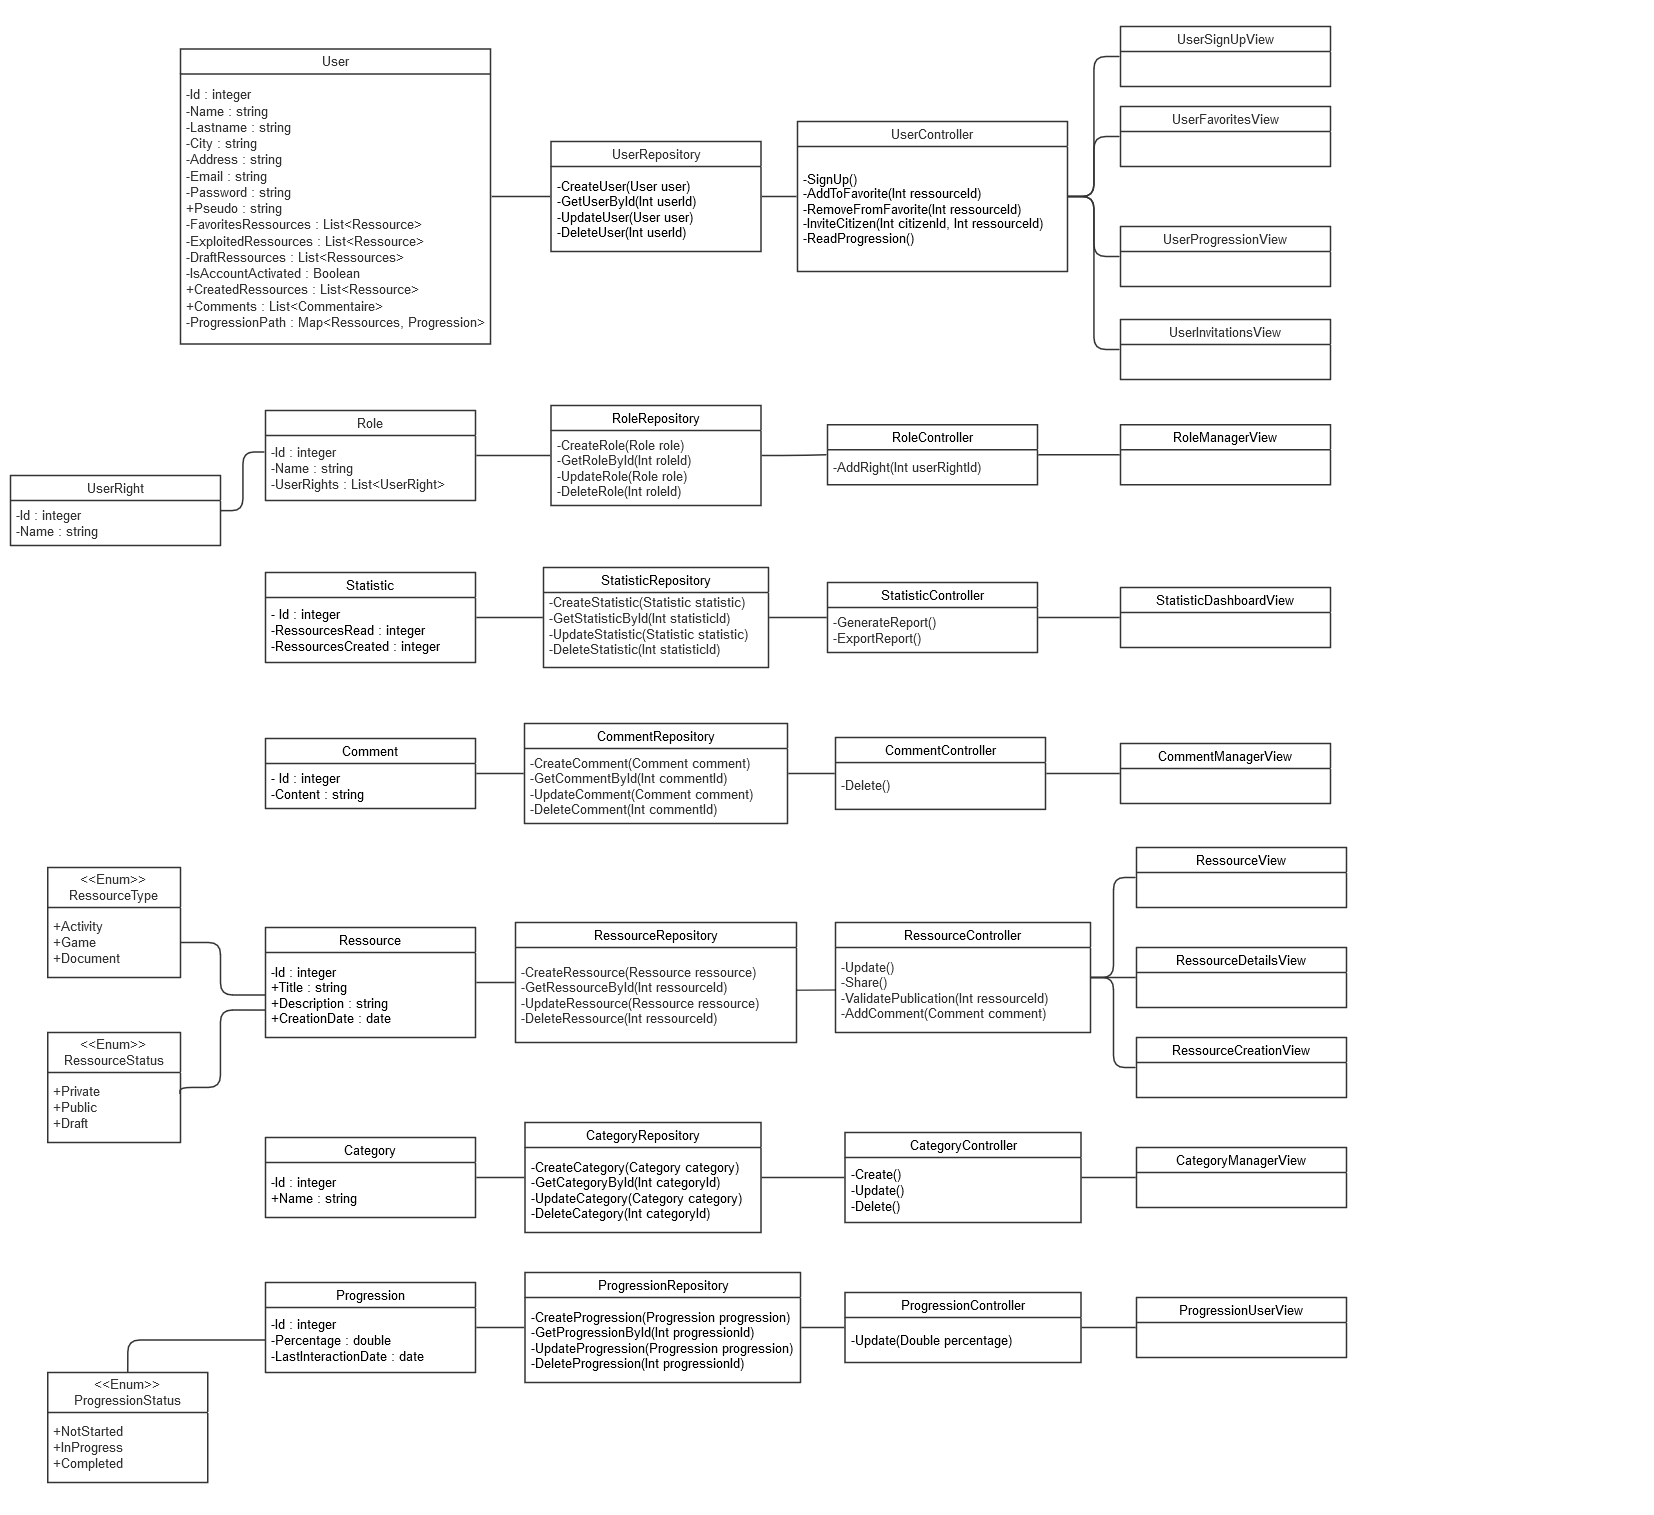 User
-Id : integer
-Name : string
-Lastname : string
-City : string
-Address : string
-Email : string
-Password : string
+Pseudo : string
-FavoritesRessources : List<Ressource>
-ExploitedRessources : List<Ressource>
-DraftRessources : List<Ressources>
-IsAccountActivated : Boolean
+CreatedRessources : List<Ressource>
+Comments : List<Commentaire>
-ProgressionPath : Map<Ressources, Progression>
UserRepository
-CreateUser(User user)
-GetUserById(Int userId)
-UpdateUser(User user)
-DeleteUser(Int userId)
UserController
-SignUp()
-AddToFavorite(Int ressourceId)
-RemoveFromFavorite(Int ressourceId)
-InviteCitizen(Int citizenId, Int ressourceId)
-ReadProgression()
UserSignUpView
UserFavoritesView
UserProgressionView
UserInvitationsView
UserRight
-Id : integer
-Name : string
Role
-Id : integer
-Name : string
-UserRights : List<UserRight>
RoleRepository
-CreateRole(Role role)
-GetRoleById(Int roleId)
-UpdateRole(Role role)
-DeleteRole(Int roleId)
RoleController
-AddRight(Int userRightId)
RoleManagerView
Statistic
- Id : integer
-RessourcesRead : integer
-RessourcesCreated : integer
StatisticRepository
-CreateStatistic(Statistic statistic)
-GetStatisticById(Int statisticId)
-UpdateStatistic(Statistic statistic)
-DeleteStatistic(Int statisticId)
StatisticController
-GenerateReport()
-ExportReport()
StatisticDashboardView
Comment
- Id : integer
-Content : string
CommentRepository
-CreateComment(Comment comment)
-GetCommentById(Int commentId)
-UpdateComment(Comment comment)
-DeleteComment(Int commentId)
CommentController
-Delete()
CommentManagerView
<<Enum>>
RessourceType
+Activity
+Game
+Document
<<Enum>>
RessourceStatus
+Private
+Public
+Draft
Ressource
-Id : integer
+Title : string
+Description : string
+CreationDate : date
RessourceRepository
-CreateRessource(Ressource ressource)
-GetRessourceById(Int ressourceId)
-UpdateRessource(Ressource ressource)
-DeleteRessource(Int ressourceId)
RessourceController
-Update()
-Share()
-ValidatePublication(Int ressourceId)
-AddComment(Comment comment)
RessourceView
RessourceDetailsView
RessourceCreationView
Category
-Id : integer
+Name : string
CategoryRepository
-CreateCategory(Category category)
-GetCategoryById(Int categoryId)
-UpdateCategory(Category category)
-DeleteCategory(Int categoryId)
CategoryController
-Create()
-Update()
-Delete()
CategoryManagerView
Progression
-Id : integer
-Percentage : double
-LastInteractionDate : date
ProgressionRepository
-CreateProgression(Progression progression)
-GetProgressionById(Int progressionId)
-UpdateProgression(Progression progression)
-DeleteProgression(Int progressionId)
ProgressionController
-Update(Double percentage)
ProgressionUserView
<<Enum>>
ProgressionStatus
+NotStarted
+InProgress
+Completed